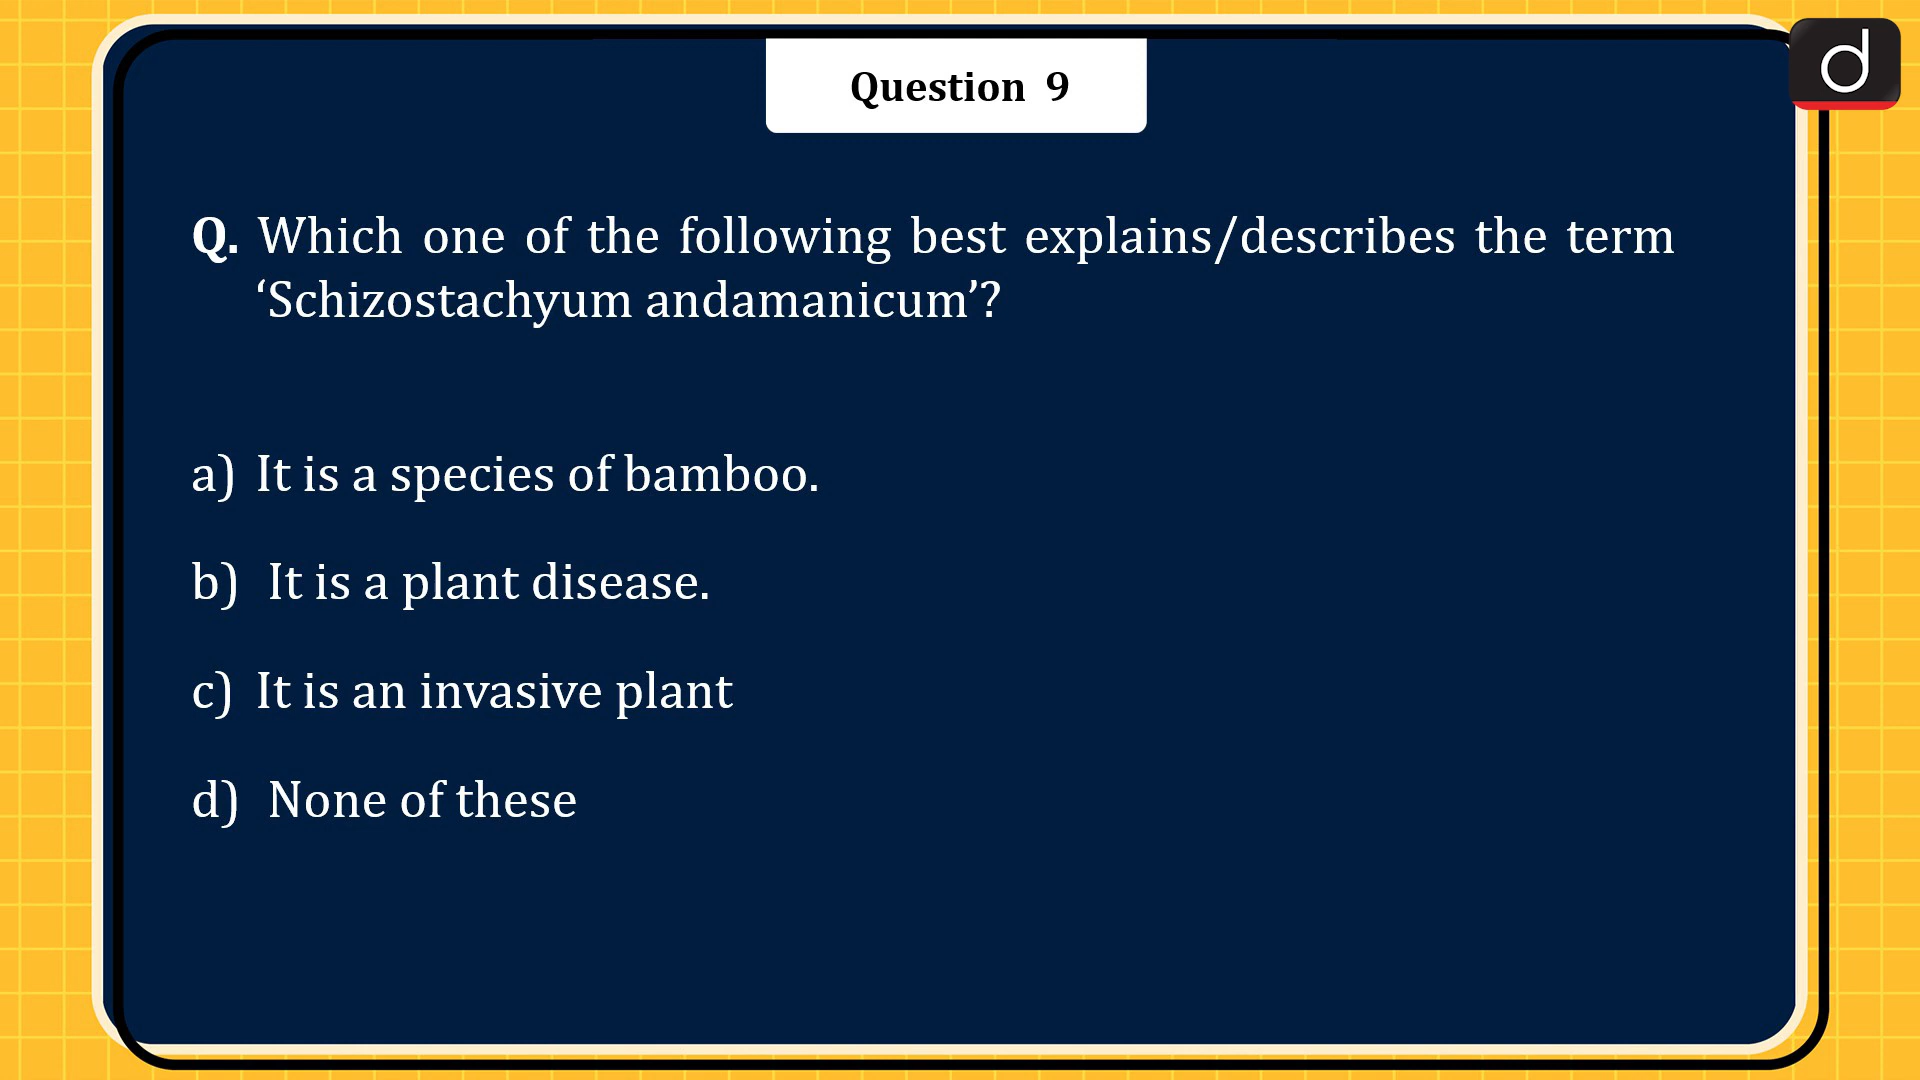 Question 9
Q. Which one of the following best explains/describes the term
‘Schizostachyum andamanicum’?
a) It is a species of bamboo.
b) It is a plant disease.
c) It is an invasive plant
d) None of these